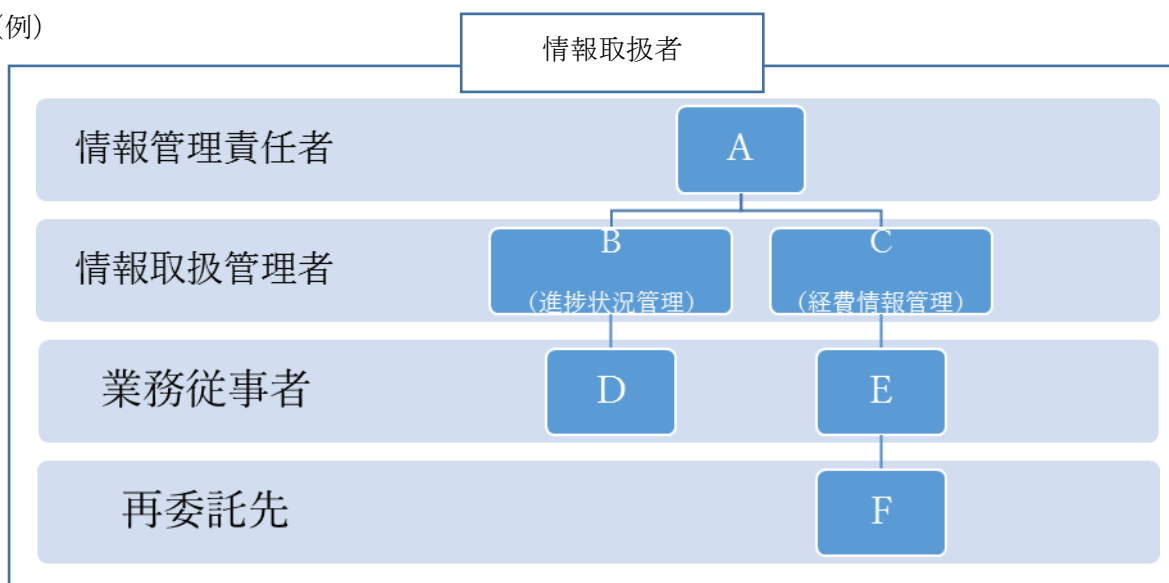 (例)
情報取扱者
情報管理責任者
A
情報取扱管理者
B
(進捗状況管理)
C
(経費情報管理)
業務従事者
D
E
再委託先
F